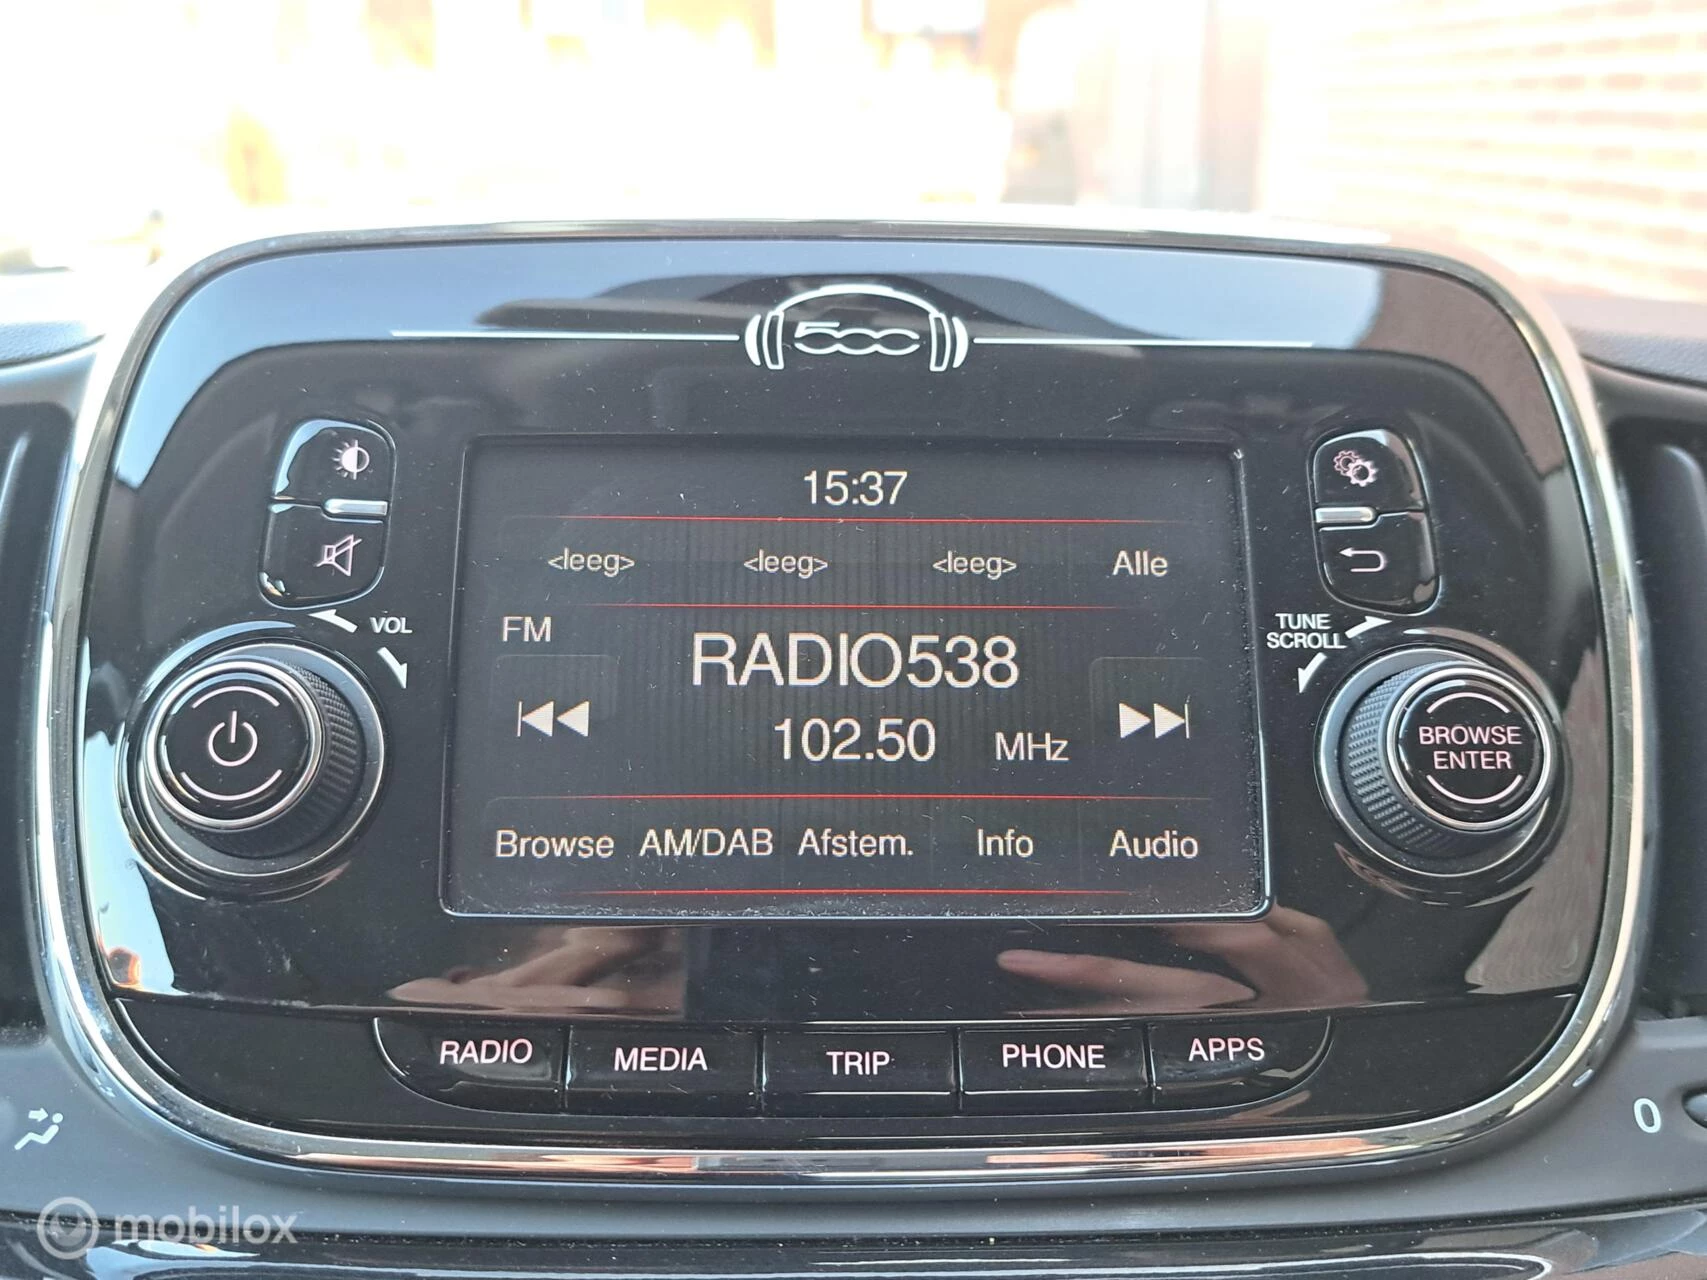 500
15:37
<leeg> <leeg> <leeg> Alle
FM
RADIO538
102.50 MHz
Browse AM/DAB Afstem. Info Audio
VOL
TUNE
SCROLL
BROWSE
ENTER
RADIO MEDIA TRIP PHONE APPS
0
mobilox